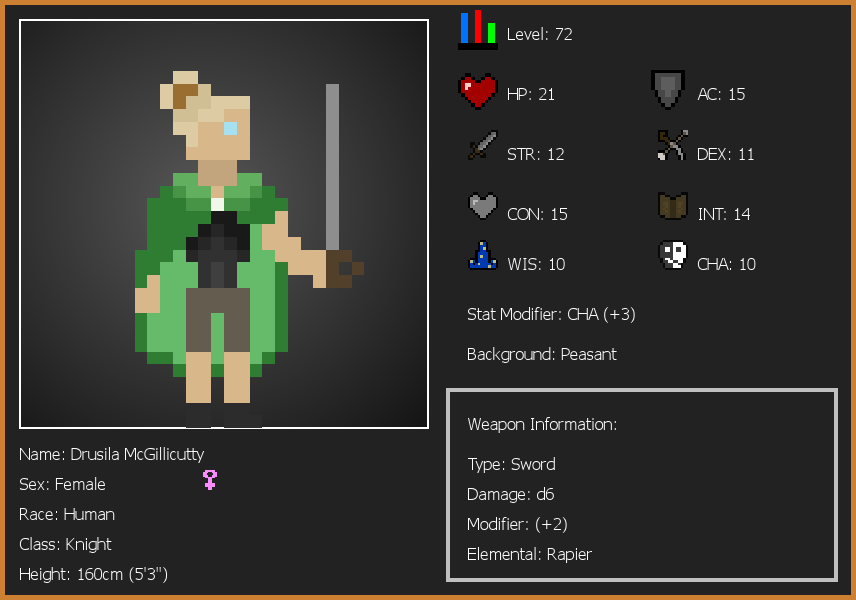 Level: 72
HP: 21
AC: 15
STR: 12
DEX: 11
CON: 15
INT: 14
WIS: 10
CHA: 10
Stat Modifier: CHA (+3)
Background: Peasant
Weapon Information:
Type: Sword
Damage: d6
Modifier: (+2)
Elemental: Rapier
Name: Drusila McGillicutty
Sex: Female
Race: Human
Class: Knight
Height: 160cm (5'3")